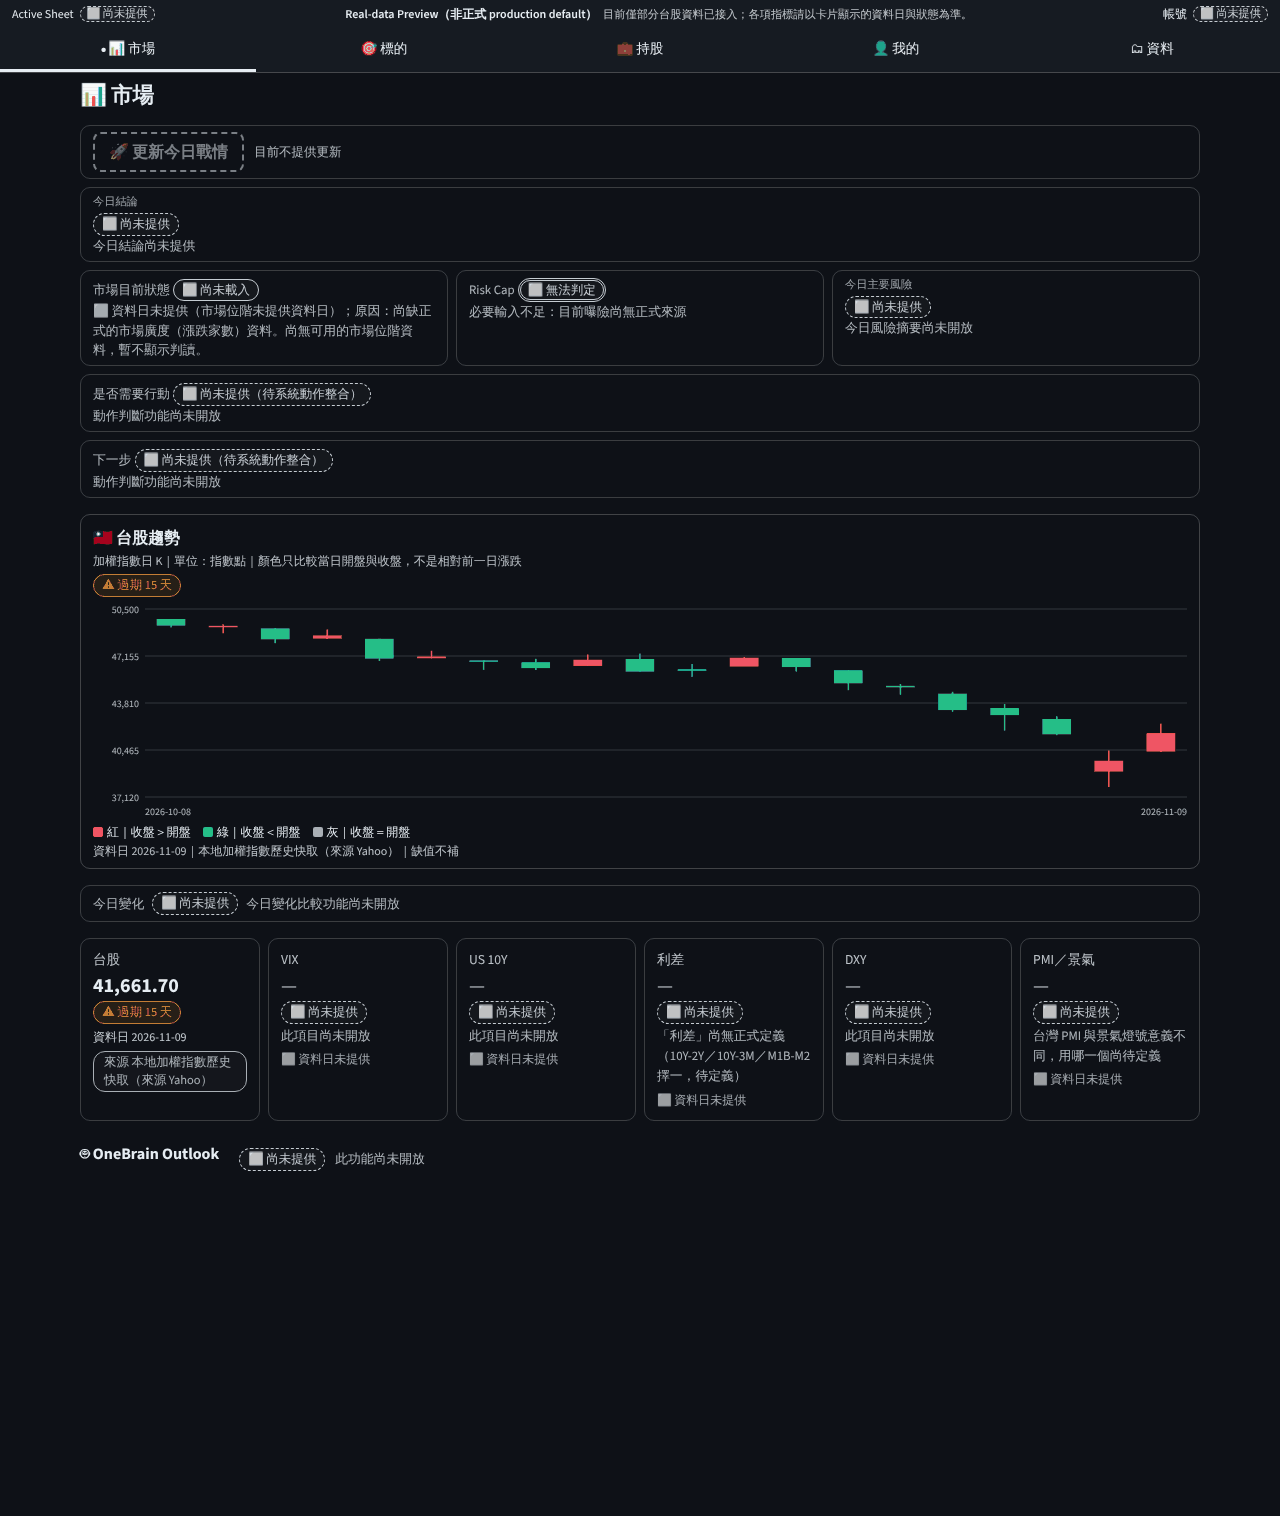 Active Sheet ⬜ 尚未提供
Real-data Preview（非正式 production default） 目前僅部分台股資料已接入；各項指標請以卡片顯示的資料日與狀態為準。
帳號 ⬜ 尚未提供
• 📊 市場
🎯 標的
💼 持股
👤 我的
🗂 資料
📊 市場
🚀 更新今日戰情 目前不提供更新
今日結論
⬜ 尚未提供
今日結論尚未提供
市場目前狀態 ⬜ 尚未載入
⬜ 資料日未提供（市場位階未提供資料日）；原因：尚缺正
式的市場廣度（漲跌家數）資料。尚無可用的市場位階資
料，暫不顯示判讀。
Risk Cap ⬜ 無法判定
必要輸入不足：目前曝險尚無正式來源
今日主要風險
⬜ 尚未提供
今日風險摘要尚未開放
是否需要行動 ⬜ 尚未提供（待系統動作整合）
動作判斷功能尚未開放
下一步 ⬜ 尚未提供（待系統動作整合）
動作判斷功能尚未開放
🇹🇼 台股趨勢
加權指數日 K｜單位：指數點｜顏色只比較當日開盤與收盤，不是相對前一日漲跌
⚠ 過期 15 天
50,500
47,155
43,810
40,465
37,120
2026-10-08
2026-11-09
紅｜收盤＞開盤 綠｜收盤＜開盤 灰｜收盤＝開盤
資料日 2026-11-09｜本地加權指數歷史快取（來源 Yahoo）｜缺值不補
今日變化 ⬜ 尚未提供 今日變化比較功能尚未開放
台股
41,661.70
⚠ 過期 15 天
資料日 2026-11-09
來源 本地加權指數歷史
快取（來源 Yahoo）
VIX
—
⬜ 尚未提供
此項目尚未開放
⬜ 資料日未提供
US 10Y
—
⬜ 尚未提供
此項目尚未開放
⬜ 資料日未提供
利差
—
⬜ 尚未提供
「利差」尚無正式定義
（10Y-2Y／10Y-3M／M1B-M2
擇一，待定義）
⬜ 資料日未提供
DXY
—
⬜ 尚未提供
此項目尚未開放
⬜ 資料日未提供
PMI／景氣
—
⬜ 尚未提供
台灣 PMI 與景氣燈號意義不
同，用哪一個尚待定義
⬜ 資料日未提供
OneBrain Outlook ⬜ 尚未提供 此功能尚未開放